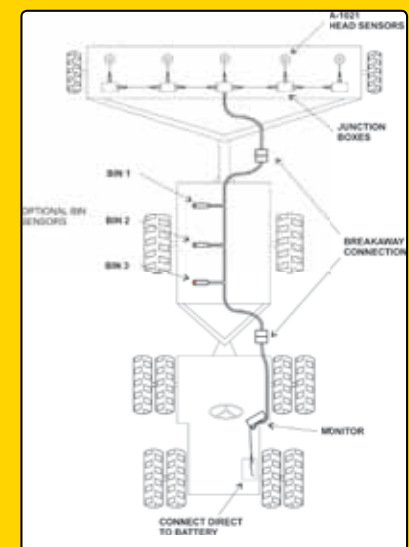 A-1021
HEAD SENSORS
JUNCTION
BOXES
BIN 1
OPTIONAL BIN
SENSORS
BIN 2
BIN 3
BREAKAWAY
CONNECTION
MONITOR
CONNECT DIRECT
TO BATTERY